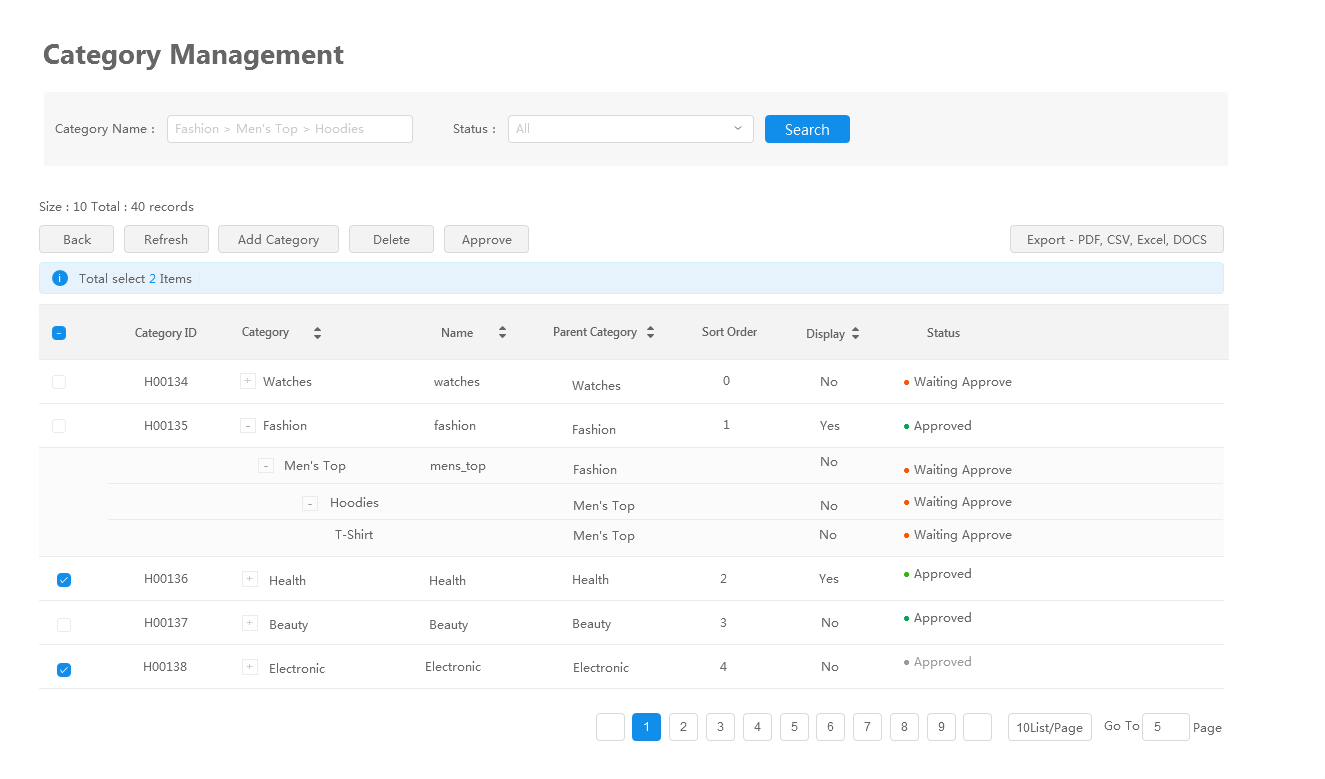 Category Management
Category Name : Fashion > Men's Top > Hoodies Status : All Search
Size : 10 Total : 40 records
Back Refresh Add Category Delete Approve Export - PDF, CSV, Excel, DOCS
i Total select 2 Items
- Category ID Category Name Parent Category Sort Order Display Status
H00134 + Watches watches Watches 0 No Waiting Approve
H00135 - Fashion fashion Fashion 1 Yes Approved
- Men's Top mens_top Fashion No Waiting Approve
- Hoodies Men's Top No Waiting Approve
T-Shirt Men's Top No Waiting Approve
H00136 + Health Health Health 2 Yes Approved
H00137 + Beauty Beauty Beauty 3 No Approved
H00138 + Electronic Electronic Electronic 4 No Approved
1 2 3 4 5 6 7 8 9 10List/Page Go To 5 Page